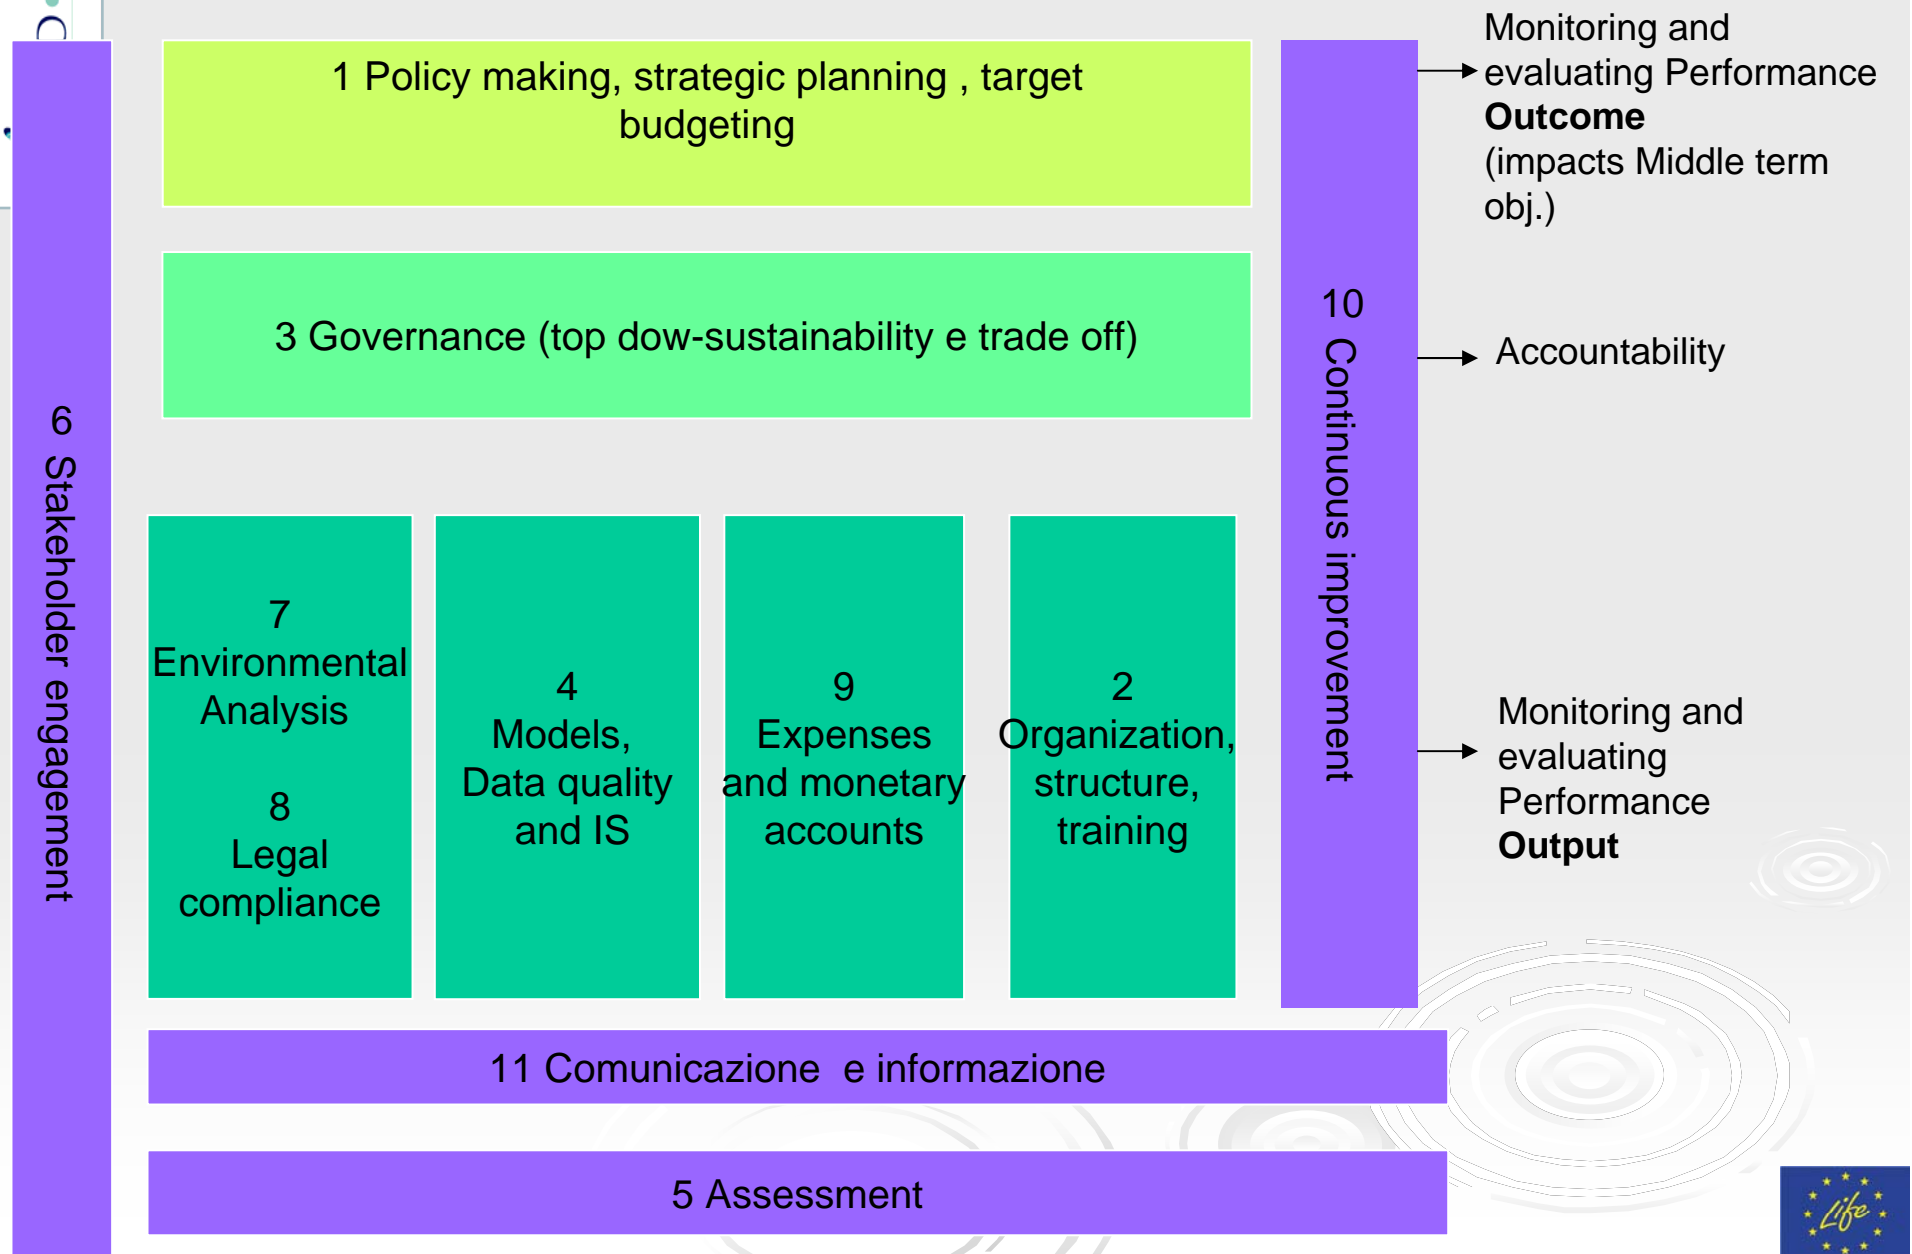 1 Policy making, strategic planning , target
budgeting
3 Governance (top dow-sustainability e trade off)
6 Stakeholder engagement
7
Environmental
Analysis
8
Legal
compliance
4
Models,
Data quality
and IS
9
Expenses
and monetary
accounts
2
Organization,
structure,
training
10 Continuous improvement
Monitoring and
evaluating Performance
Outcome
(impacts Middle term
obj.)
Accountability
Monitoring and
evaluating
Performance
Output
11 Comunicazione e informazione
5 Assessment
Life